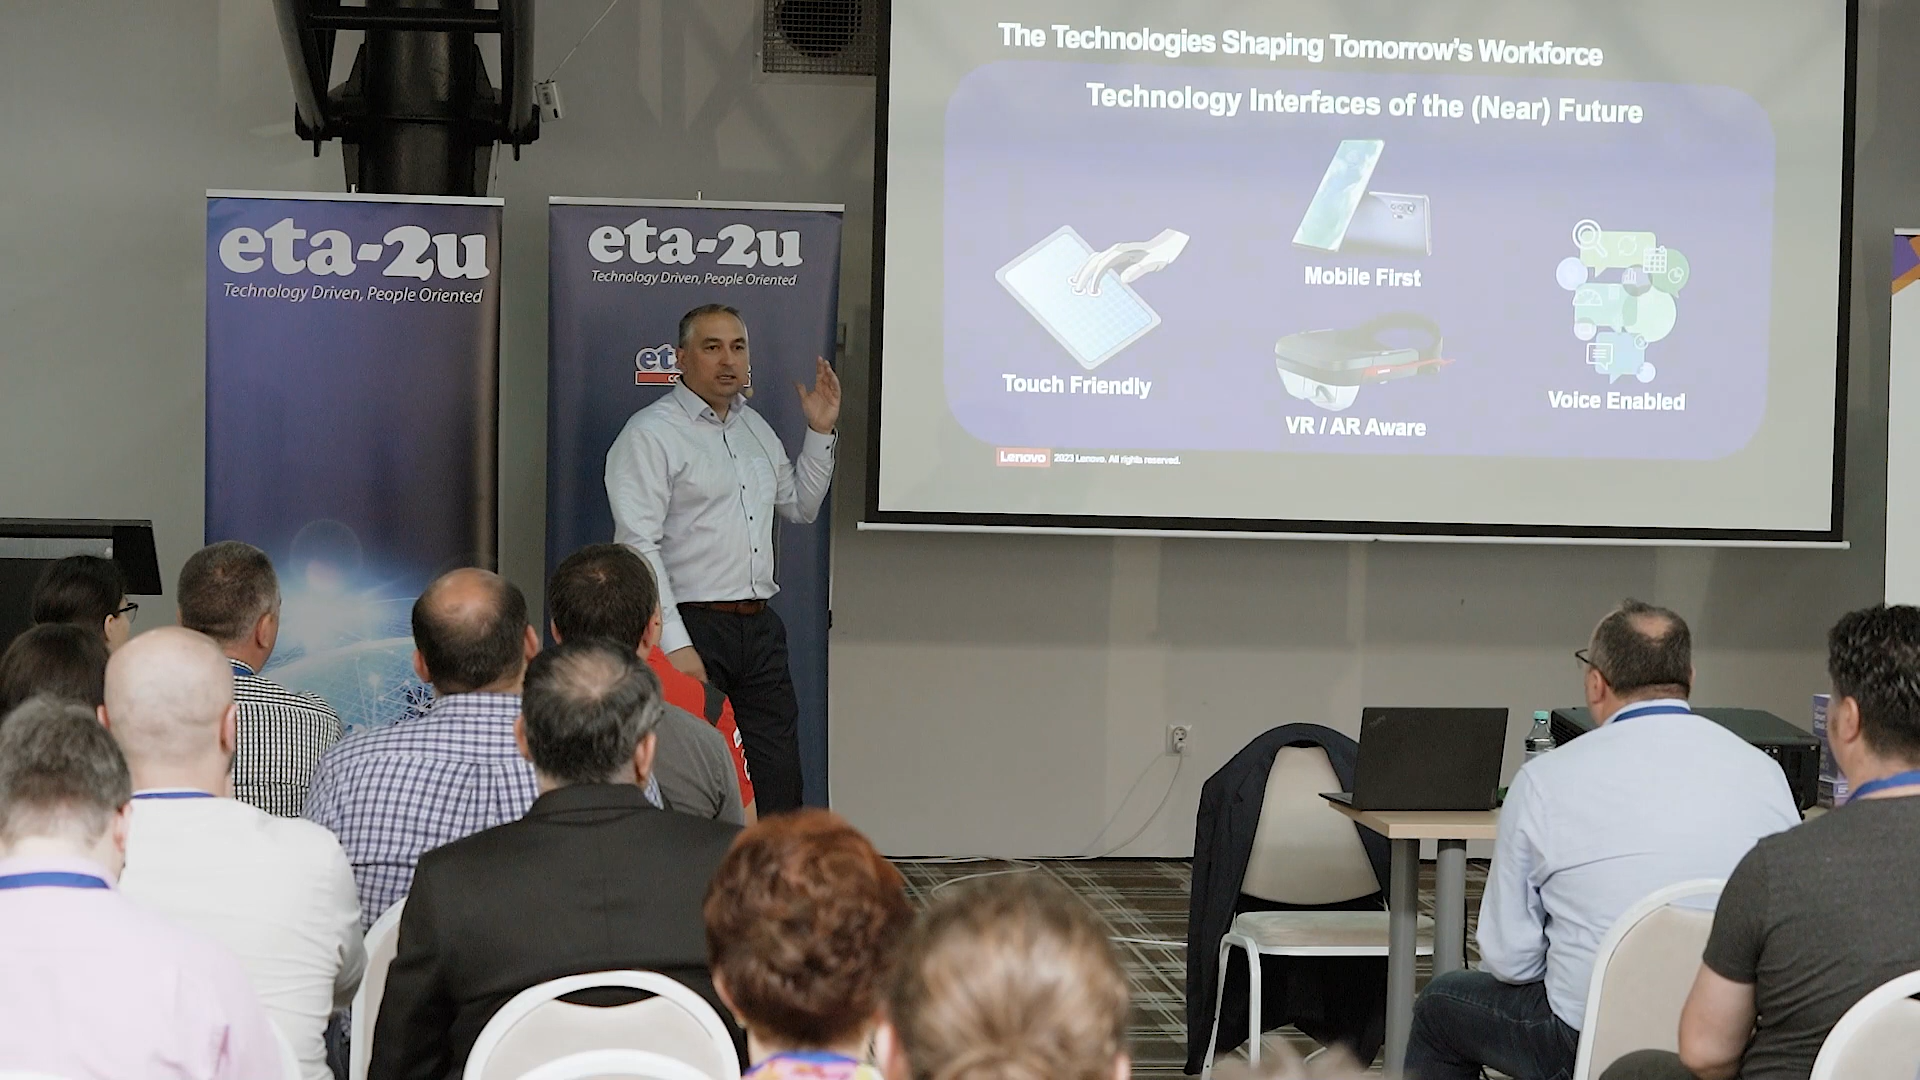 The Technologies Shaping Tomorrow's Workforce
Technology Interfaces of the (Near) Future
Mobile First
Touch Friendly
VR / AR Aware
Voice Enabled
Lenovo 2023 Lenovo. All rights reserved.
eta-2u
Technology Driven, People Oriented
eta-2u
Technology Driven, People Oriented